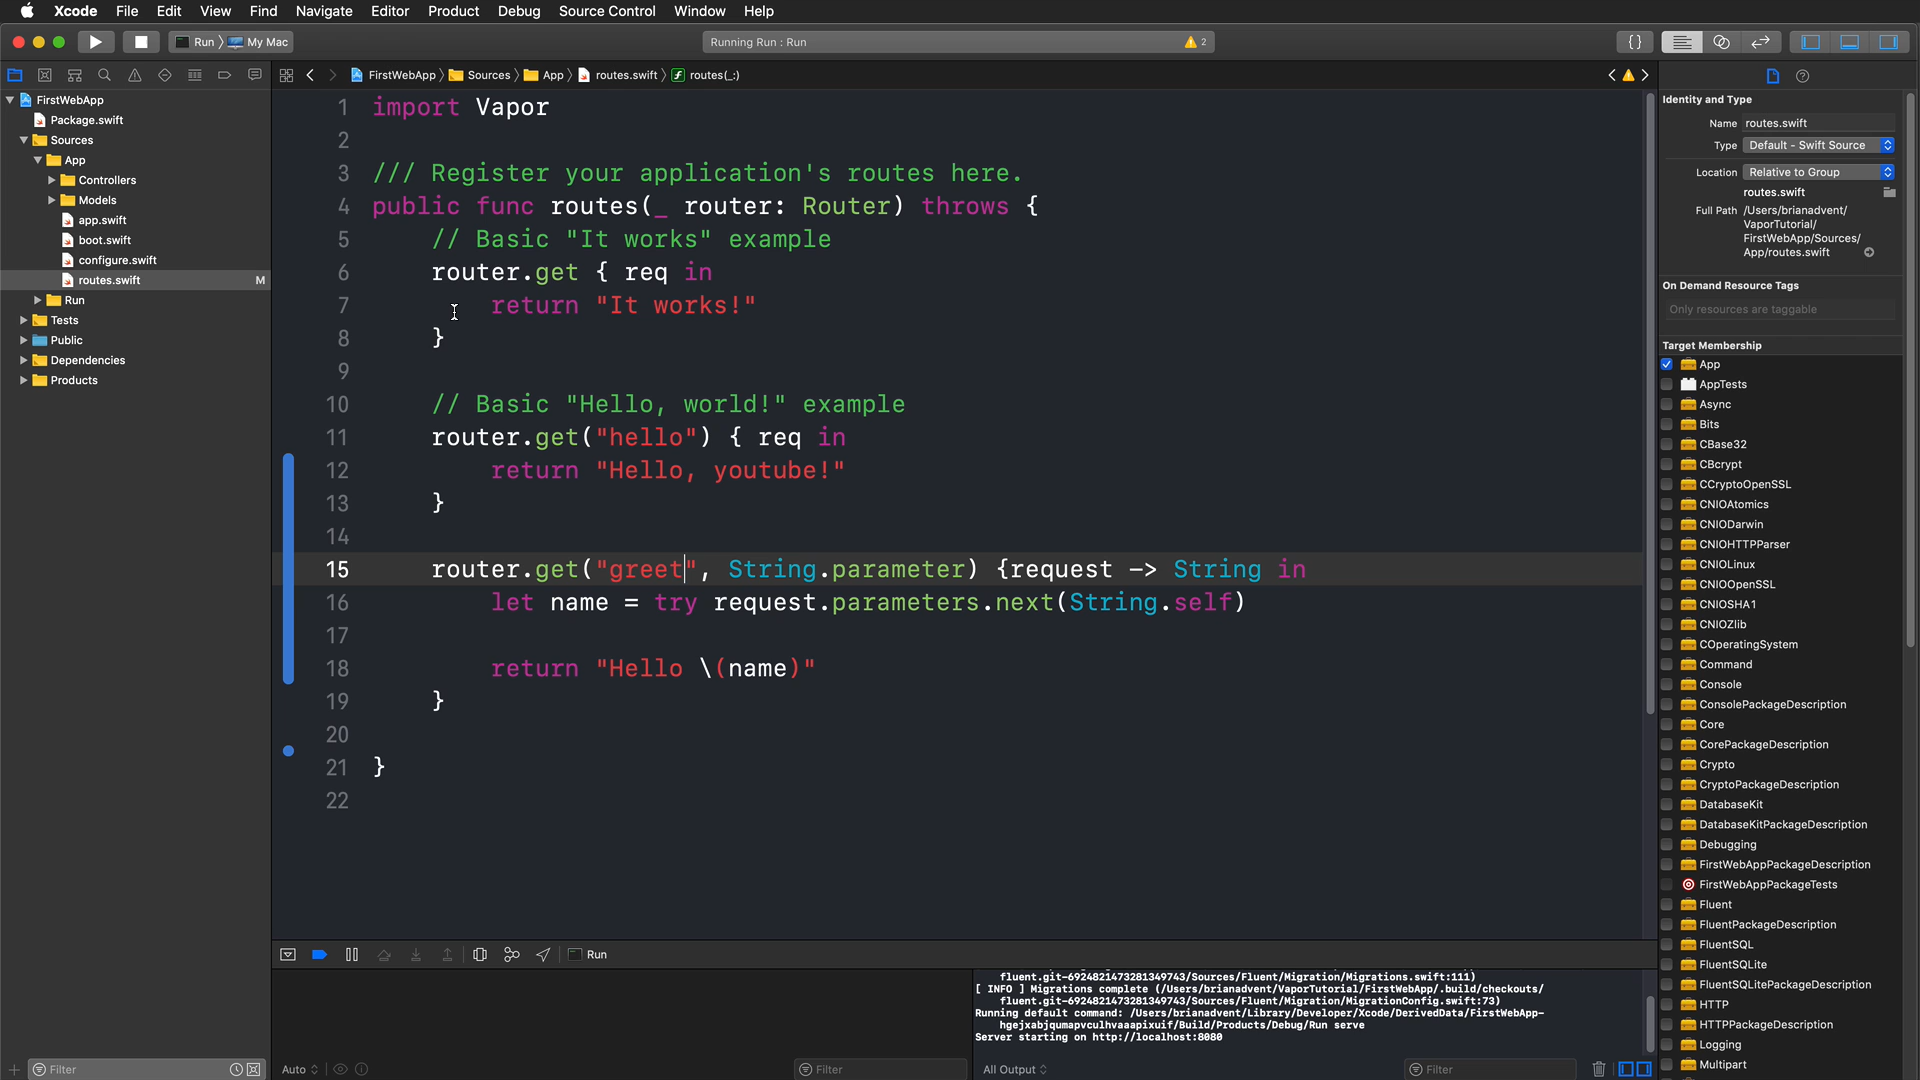 Xcode File Edit View Find Navigate Editor Product Debug Source Control Window Help
Run My Mac
Running Run : Run
2
{}
FirstWebApp Sources App routes.swift routes(_:)
FirstWebApp
Package.swift
Sources
App
Controllers
Models
app.swift
boot.swift
configure.swift
routes.swift M
Run
Tests
Public
Dependencies
Products
Filter
1 import Vapor
2
3 /// Register your application's routes here.
4 public func routes(_ router: Router) throws {
5 // Basic "It works" example
6 router.get { req in
7 return "It works!"
8 }
9
10 // Basic "Hello, world!" example
11 router.get("hello") { req in
12 return "Hello, youtube!"
13 }
14
15 router.get("greet", String.parameter) {request -> String in
16 let name = try request.parameters.next(String.self)
17
18 return "Hello \(name)"
19 }
20
21 }
22
Run
Auto
Filter
fluent.git-6924821473281349743/Sources/Fluent/Migration/Migrations.swift:111)
[ INFO ] Migrations complete (/Users/brianadvent/VaporTutorial/FirstWebApp/.build/checkouts/
fluent.git-6924821473281349743/Sources/Fluent/Migration/MigrationConfig.swift:73)
Running default command: /Users/brianadvent/Library/Developer/Xcode/DerivedData/FirstWebApp-
hgejxabjqumapvculhvaaapixuif/Build/Products/Debug/Run serve
Server starting on http://localhost:8080
All Output
Filter
Identity and Type
Name routes.swift
Type Default - Swift Source
Location Relative to Group
routes.swift
Full Path /Users/brianadvent/
VaporTutorial/
FirstWebApp/Sources/
App/routes.swift
On Demand Resource Tags
Only resources are taggable
Target Membership
App
AppTests
Async
Bits
CBase32
CBcrypt
CCryptoOpenSSL
CNIOAtomics
CNIODarwin
CNIOHTTPParser
CNIOLinux
CNIOOpenSSL
CNIOSHA1
CNIOZlib
COperatingSystem
Command
Console
ConsolePackageDescription
Core
CorePackageDescription
Crypto
CryptoPackageDescription
DatabaseKit
DatabaseKitPackageDescription
Debugging
FirstWebAppPackageDescription
FirstWebAppPackageTests
Fluent
FluentPackageDescription
FluentSQL
FluentSQLite
FluentSQLitePackageDescription
HTTP
HTTPPackageDescription
Logging
Multipart